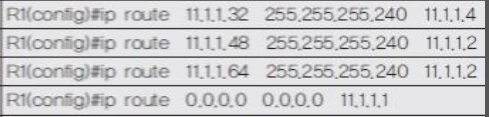 R1(config)#ip route 11.1.1.32 255.255.255.240 11.1.1.4
R1(config)#ip route 11.1.1.48 255.255.255.240 11.1.1.2
R1(config)#ip route 11.1.1.64 255.255.255.240 11.1.1.2
R1(config)#ip route 0.0.0.0 0.0.0.0 11.1.1.1